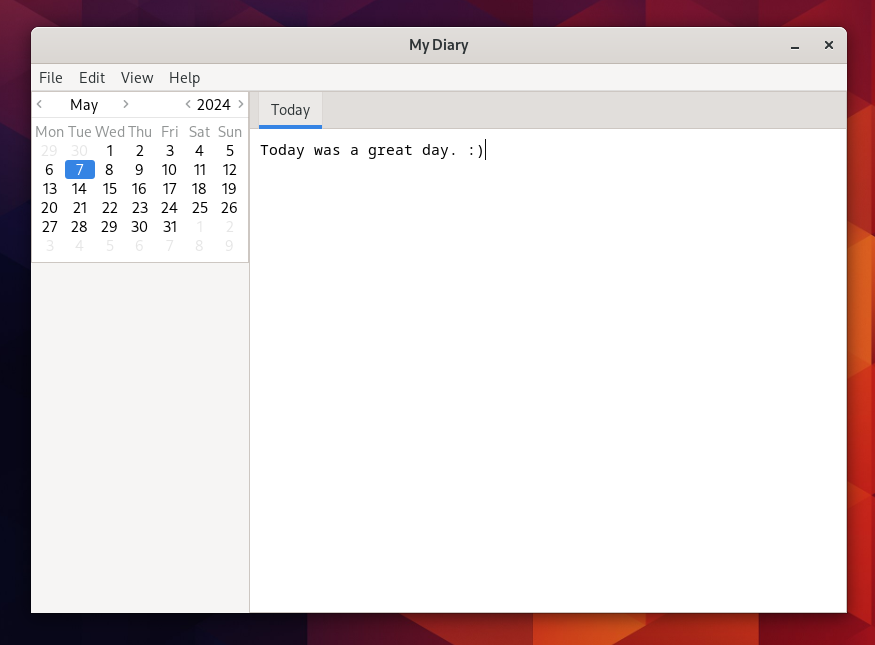 My Diary
File Edit View Help
May 2024
Mon Tue Wed Thu Fri Sat Sun
29 30 1 2 3 4 5
6 7 8 9 10 11 12
13 14 15 16 17 18 19
20 21 22 23 24 25 26
27 28 29 30 31 1 2
3 4 5 6 7 8 9
Today
Today was a great day. :)